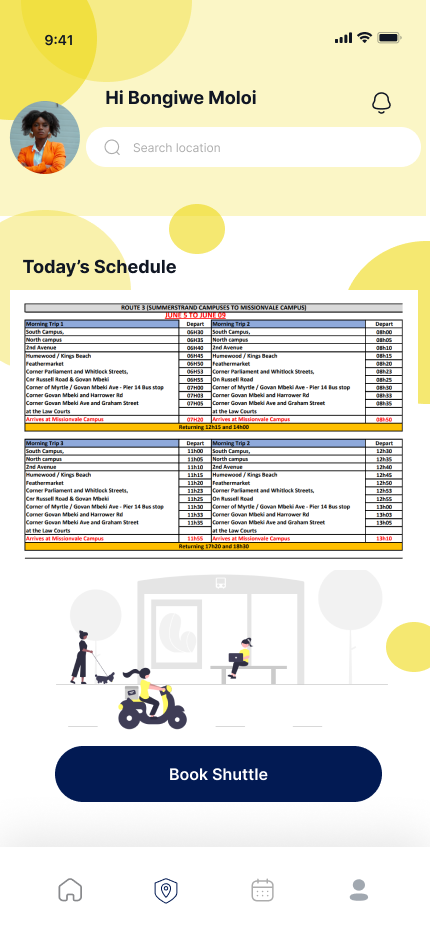 9:41
Hi Bongiwe Moloi
Search location
Today's Schedule
ROUTE 3 (SUMMERSTRAND CAMPUSES TO MISSIONVALE CAMPUS)
JUNE 5 TO JUNE 09
Morning Trip 1 Depart Morning Trip 2 Depart
South Campus, 06H30 South Campus, 08h00
North campus 06H35 North campus 08h05
2nd Avenue 06H40 2nd Avenue 08h10
Humewood / Kings Beach 06H45 Humewood / Kings Beach 08h15
Feathermarket 06H50 Feathermarket 08h20
Corner Parliament and Whitlock Streets, 06H53 Corner Parliament and Whitlock Streets, 08h23
Cnr Russell Road & Govan Mbeki 06H55 On Russell Road 08h25
Corner of Myrtle / Govan Mbeki Ave - Pier 14 Bus stop 07H00 Corner of Myrtle / Govan Mbeki Ave - Pier 14 Bus stop 08h30
Corner Govan Mbeki and Harrower Rd 07H03 Corner Govan Mbeki and Harrower Rd 08h33
Corner Govan Mbeki Ave and Graham Street 07H05 Corner Govan Mbeki Ave and Graham Street 08h35
at the Law Courts at the Law Courts
Arrives at Missionvale Campus 07H20 Arrives at Missionvale Campus 08h50
Returning 12h15 and 14h00
Morning Trip 3 Depart Morning Trip 2 Depart
South Campus, 11h00 South Campus, 12h30
North campus 11h05 North campus 12h35
2nd Avenue 11h10 2nd Avenue 12h40
Humewood / Kings Beach 11h15 Humewood / Kings Beach 12h45
Feathermarket 11h20 Feathermarket 12h50
Corner Parliament and Whitlock Streets, 11h23 Corner Parliament and Whitlock Streets, 12h53
Cnr Russell Road & Govan Mbeki 11h25 On Russell Road 12h55
Corner of Myrtle / Govan Mbeki Ave - Pier 14 Bus stop 11h30 Corner of Myrtle / Govan Mbeki Ave - Pier 14 Bus stop 13h00
Corner Govan Mbeki and Harrower Rd 11h33 Corner Govan Mbeki and Harrower Rd 13h03
Corner Govan Mbeki Ave and Graham Street 11h35 Corner Govan Mbeki Ave and Graham Street 13h05
at the Law Courts at the Law Courts
Arrives at Missionvale Campus 11h55 Arrives at Missionvale Campus 13h10
Returning 17h20 and 18h30
Book Shuttle